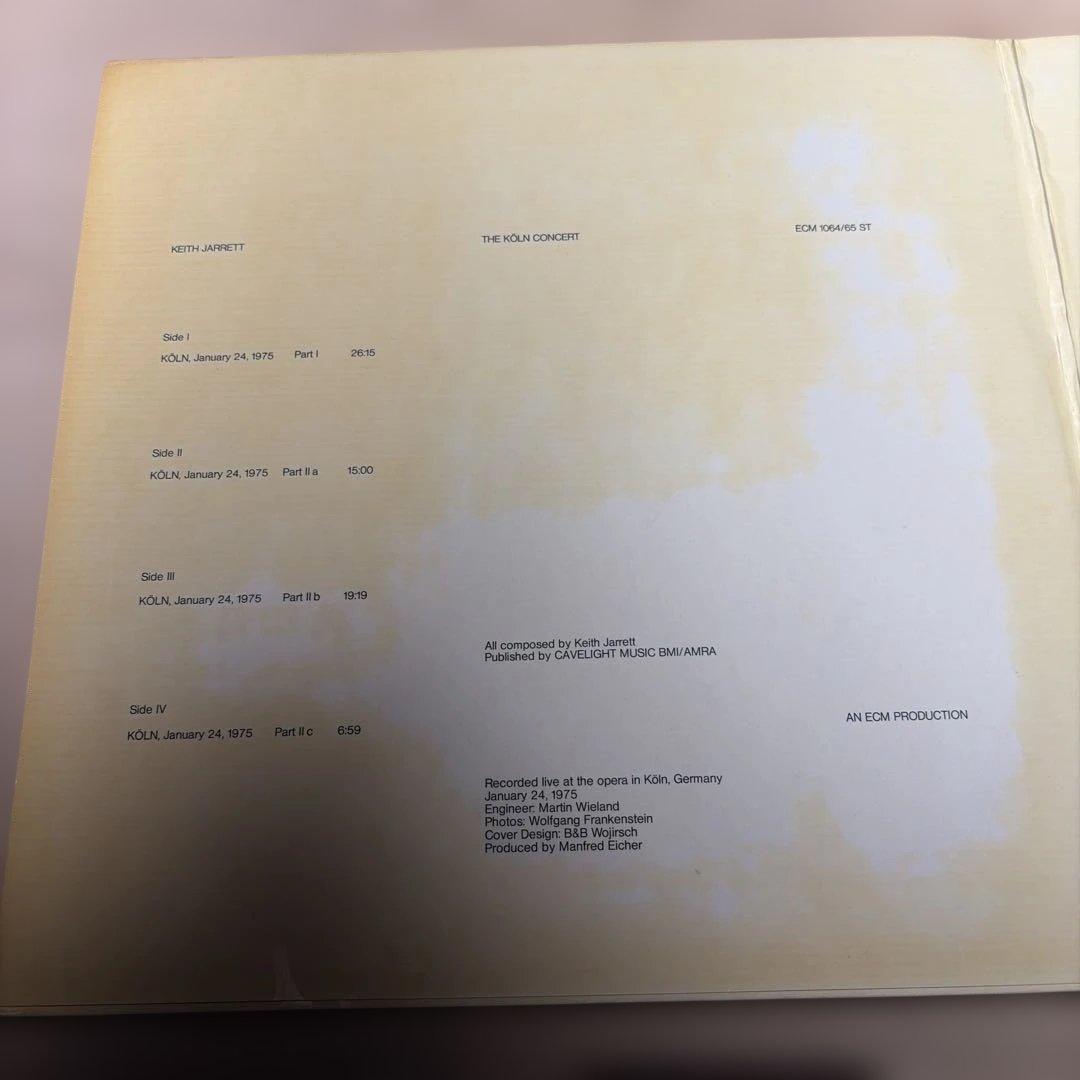 KEITH JARRETT
THE KÖLN CONCERT
ECM 1064/65 ST
Side I
KÖLN, January 24, 1975 Part I 26:15
Side II
KÖLN, January 24, 1975 Part II a 15:00
Side III
KÖLN, January 24, 1975 Part II b 19:19
Side IV
KÖLN, January 24, 1975 Part II c 6:59
All composed by Keith Jarrett
Published by CAVELIGHT MUSIC BMI/AMRA
AN ECM PRODUCTION
Recorded live at the opera in Köln, Germany
January 24, 1975
Engineer: Martin Wieland
Photos: Wolfgang Frankenstein
Cover Design: B&B Wojirsch
Produced by Manfred Eicher